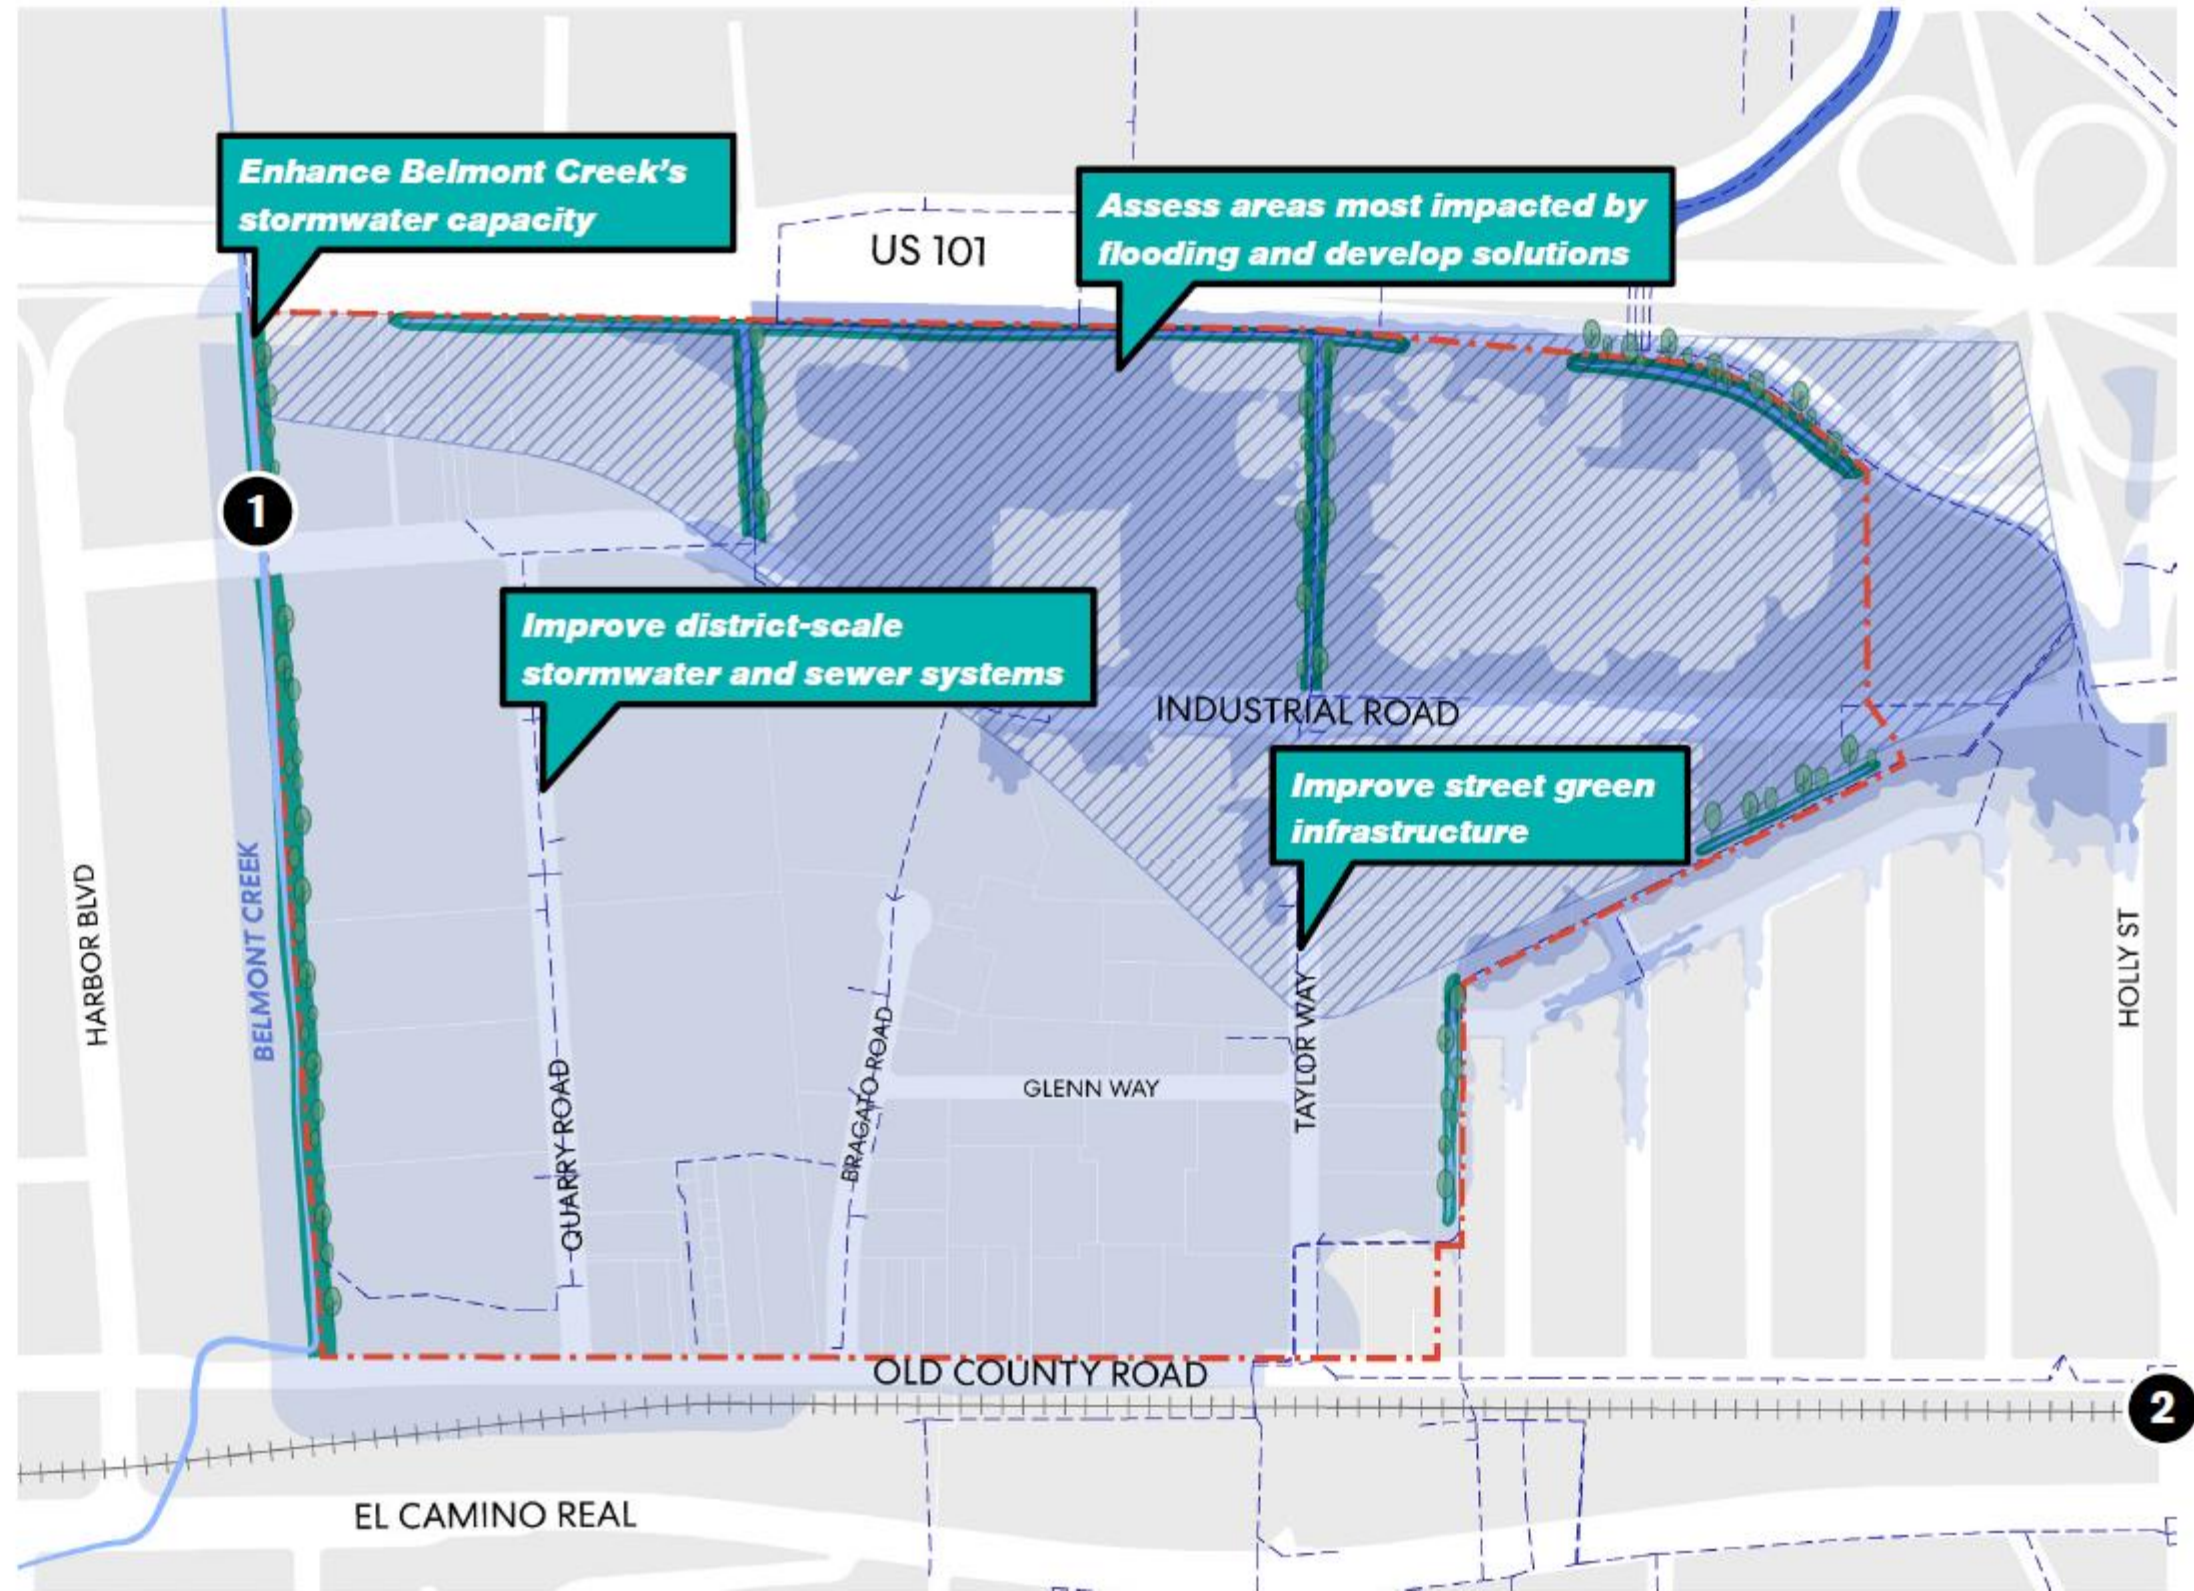 Enhance Belmont Creek's
stormwater capacity
Assess areas most impacted by
flooding and develop solutions
US 101
1
Improve district-scale
stormwater and sewer systems
INDUSTRIAL ROAD
Improve street green
infrastructure
HARBOR BLVD
BELMONT CREEK
QUARRY ROAD
BRAGATO ROAD
GLENN WAY
TAYLOR WAY
HOLLY ST
OLD COUNTY ROAD
2
EL CAMINO REAL